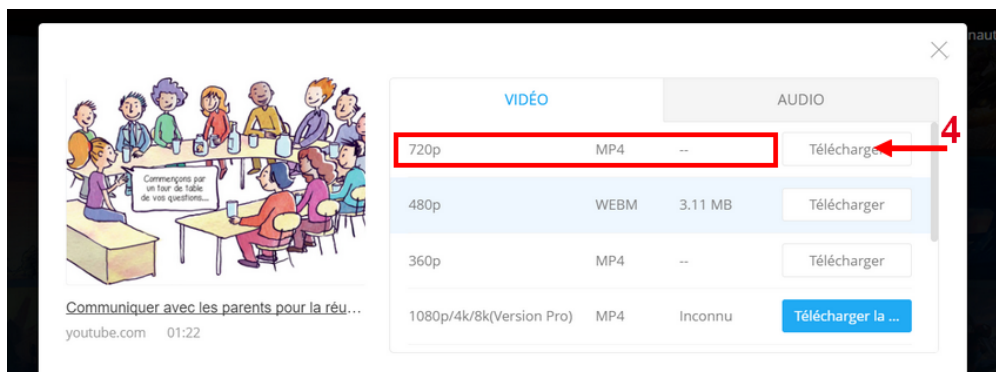 naut
VIDÉO
AUDIO
Commençons par
un tour de table
de vos questions....
720p MP4 -- Télécharger
4
480p WEBM 3.11 MB Télécharger
360p MP4 -- Télécharger
1080p/4k/8k(Version Pro) MP4 Inconnu Télécharger la ...
Communiquer avec les parents pour la réu...
youtube.com 01:22